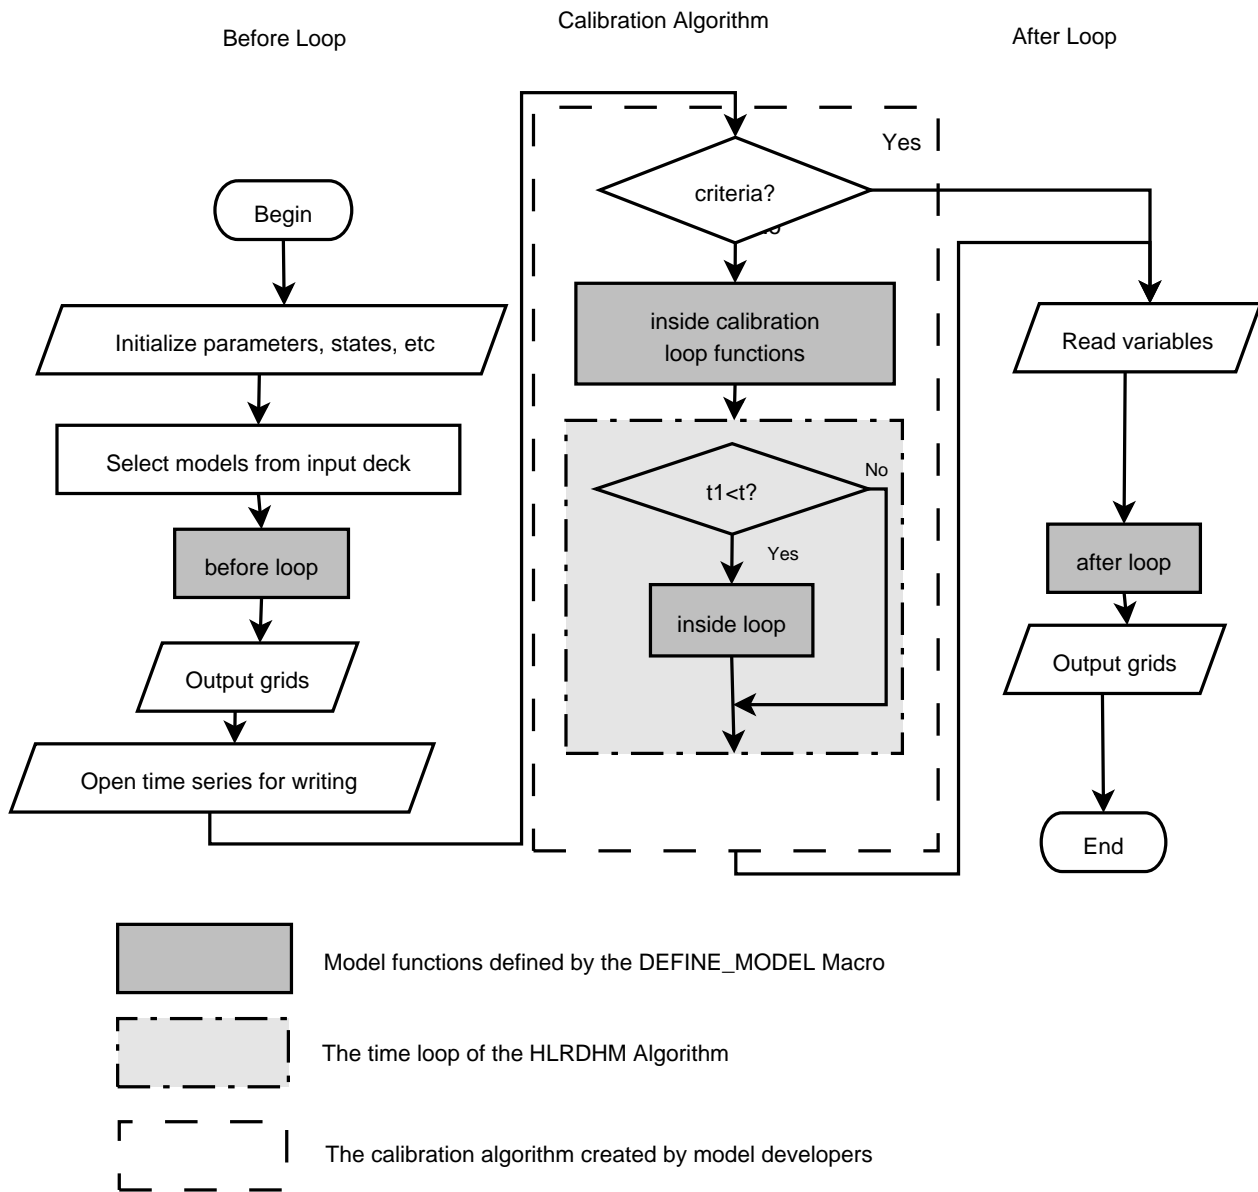 Before Loop
Calibration Algorithm
After Loop
Begin
Initialize parameters, states, etc
Select models from input deck
before loop
Output grids
Open time series for writing
criteria?
Yes
inside calibration
loop functions
t1<t?
No
Yes
inside loop
Read variables
after loop
Output grids
End
Model functions defined by the DEFINE_MODEL Macro
The time loop of the HLRDHM Algorithm
The calibration algorithm created by model developers